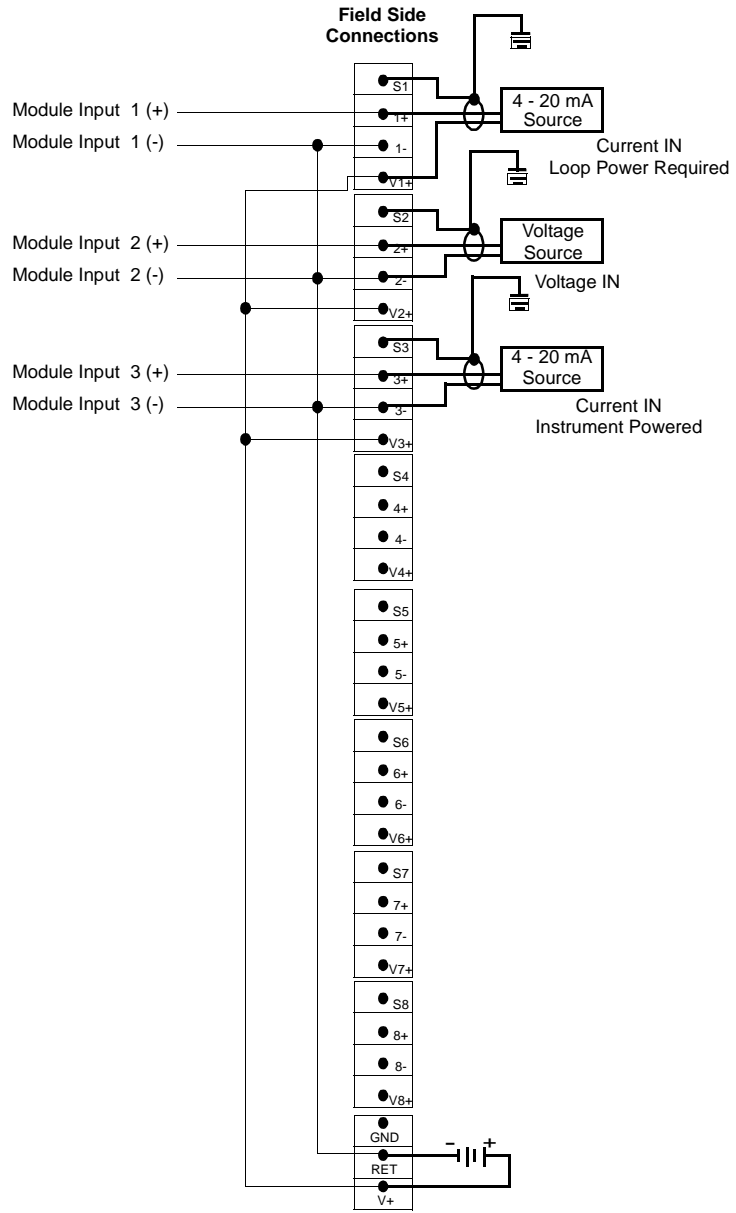 Field Side
Connections
S1
Module Input 1 (+)
1+
4 - 20 mA
Source
Module Input 1 (-)
1-
Current IN
Loop Power Required
V1+
S2
Module Input 2 (+)
2+
Voltage
Source
Module Input 2 (-)
2-
Voltage IN
V2+
S3
Module Input 3 (+)
3+
4 - 20 mA
Source
Module Input 3 (-)
3-
Current IN
Instrument Powered
V3+
S4
4+
4-
V4+
S5
5+
5-
V5+
S6
6+
6-
V6+
S7
7+
7-
V7+
S8
8+
8-
V8+
GND
- +
RET
V+